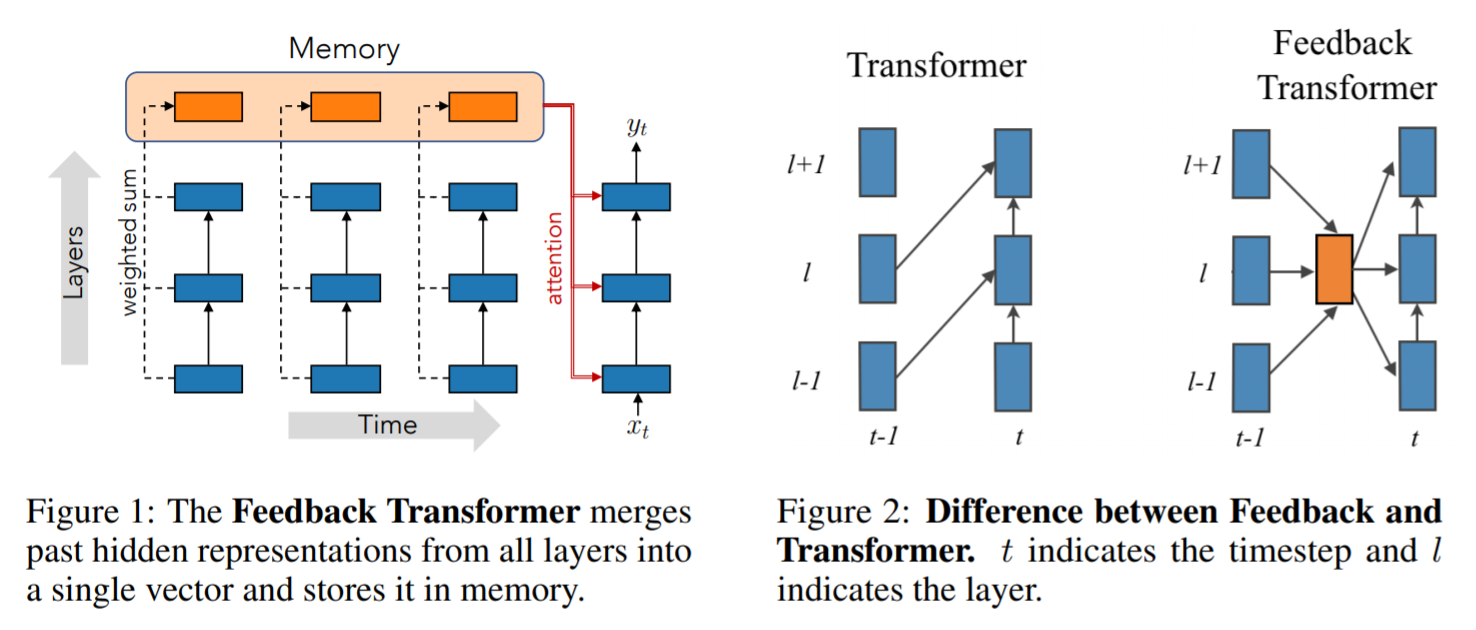 Memory
Layers
weighted sum
attention
y_t
Time
x_t
Figure 1: The Feedback Transformer merges
past hidden representations from all layers into
a single vector and stores it in memory.
Transformer
l+1
l
l-1
t-1
t
Feedback
Transformer
l+1
l
l-1
t-1
t
Figure 2: Difference between Feedback and
Transformer. t indicates the timestep and l
indicates the layer.